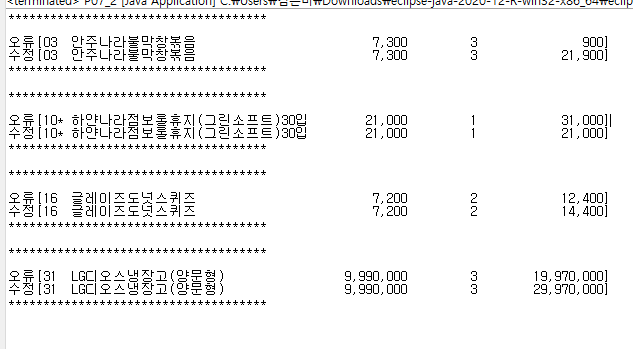 <terminated> P07_2 [Java Application] C:₩Users₩김은미₩Downloads₩eclipse-java-2020-12-R-win32-x86_64₩eclip
**********************************
오류[03  안주나라불막창볶음 7,300 3 900]
수정[03  안주나라불막창볶음 7,300 3 21,900]
**********************************
**********************************
오류[10* 하얀나라점보롤휴지(그린소프트)30입 21,000 1 31,000]
수정[10* 하얀나라점보롤휴지(그린소프트)30입 21,000 1 21,000]
**********************************
**********************************
오류[16  글레이즈도넛스퀴즈 7,200 2 12,400]
수정[16  글레이즈도넛스퀴즈 7,200 2 14,400]
**********************************
**********************************
오류[31  LG디오스냉장고(양문형) 9,990,000 3 19,970,000]
수정[31  LG디오스냉장고(양문형) 9,990,000 3 29,970,000]
**********************************